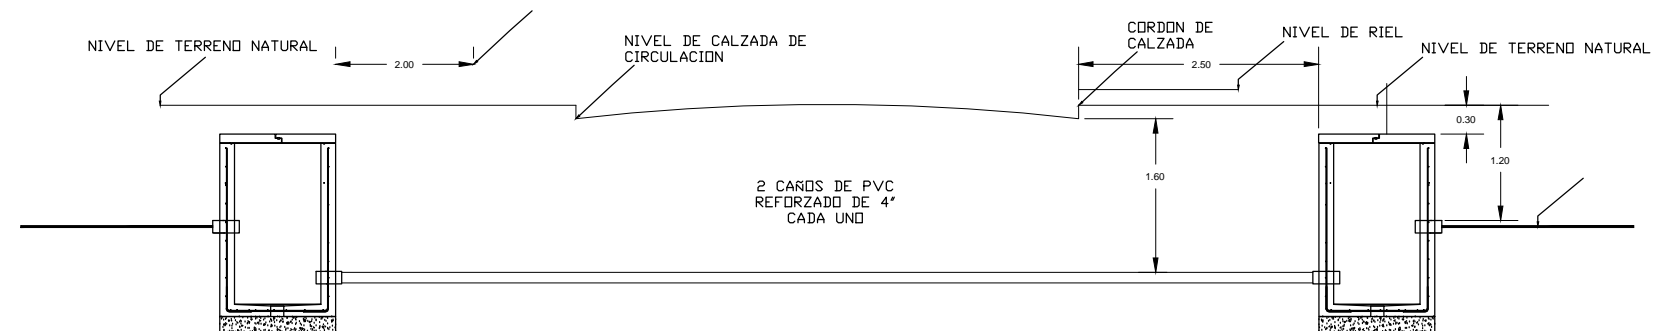 NIVEL DE TERRENO NATURAL
2.00
NIVEL DE CALZADA DE
CIRCULACION
CORDON DE
CALZADA
NIVEL DE RIEL
2.50
NIVEL DE TERRENO NATURAL
0.30
1.20
1.60
2 CAÑOS DE PVC
REFORZADO DE 4"
CADA UNO